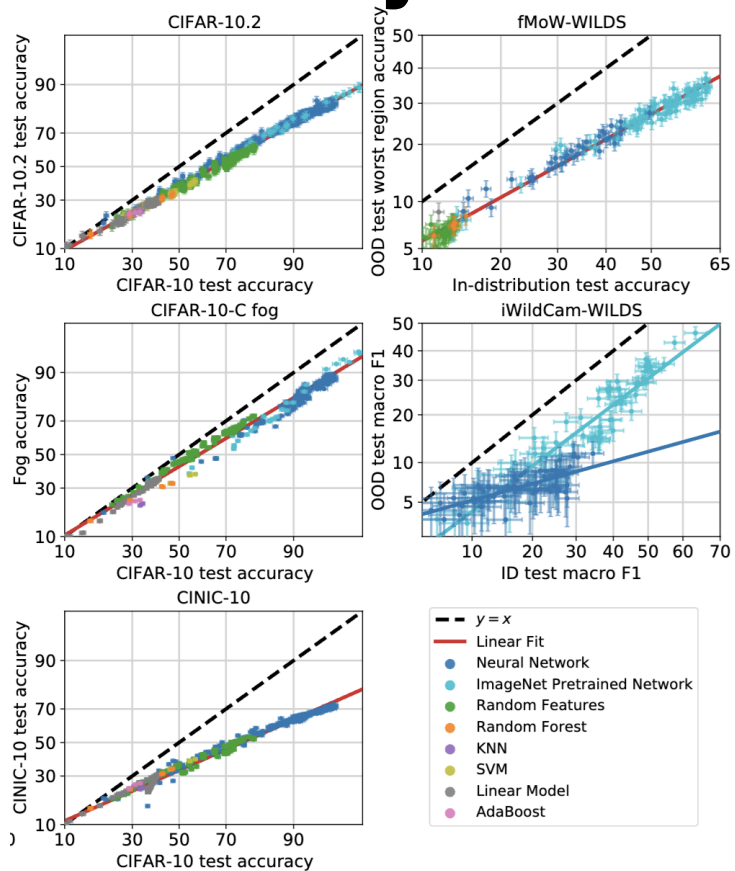 CIFAR-10.2
CIFAR-10.2 test accuracy
90
70
50
30
10
10 30 50 70 90
CIFAR-10 test accuracy
fMoW-WILDS
OOD test worst region accuracy
50
40
30
20
10
5
10 20 30 40 50 65
In-distribution test accuracy
CIFAR-10-C fog
Fog accuracy
90
70
50
30
10
10 30 50 70 90
CIFAR-10 test accuracy
iWildCam-WILDS
OOD test macro F1
50
40
30
20
10
5
10 20 30 40 50 60 70
ID test macro F1
CINIC-10
CINIC-10 test accuracy
90
70
50
30
10
10 30 50 70 90
CIFAR-10 test accuracy
y = x
Linear Fit
Neural Network
ImageNet Pretrained Network
Random Features
Random Forest
KNN
SVM
Linear Model
AdaBoost